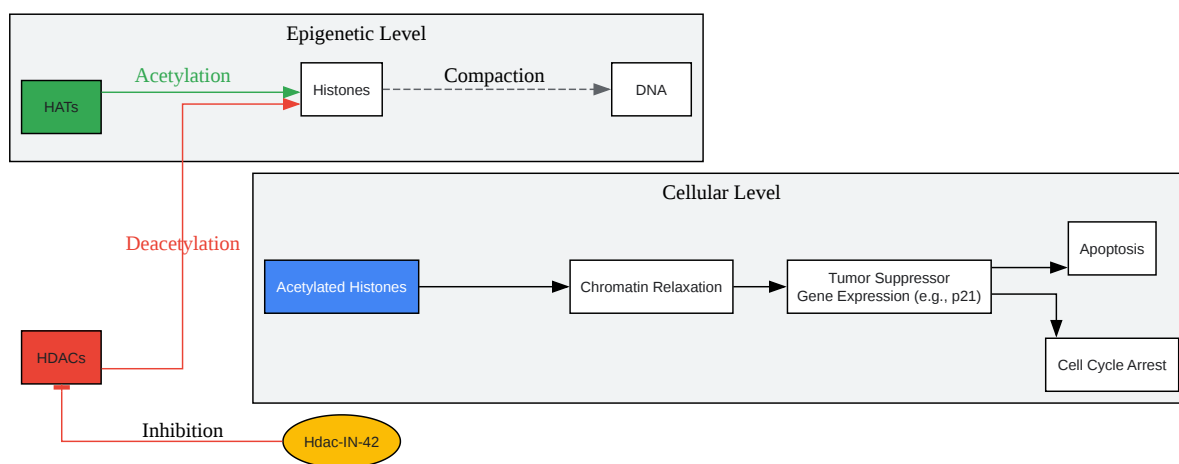 Epigenetic Level
Acetylation
Compaction
HATs
Histones
DNA
Cellular Level
Deacetylation
Apoptosis
Acetylated Histones
Chromatin Relaxation
Tumor Suppressor
Gene Expression (e.g., p21)
HDACs
Cell Cycle Arrest
Inhibition
Hdac-IN-42